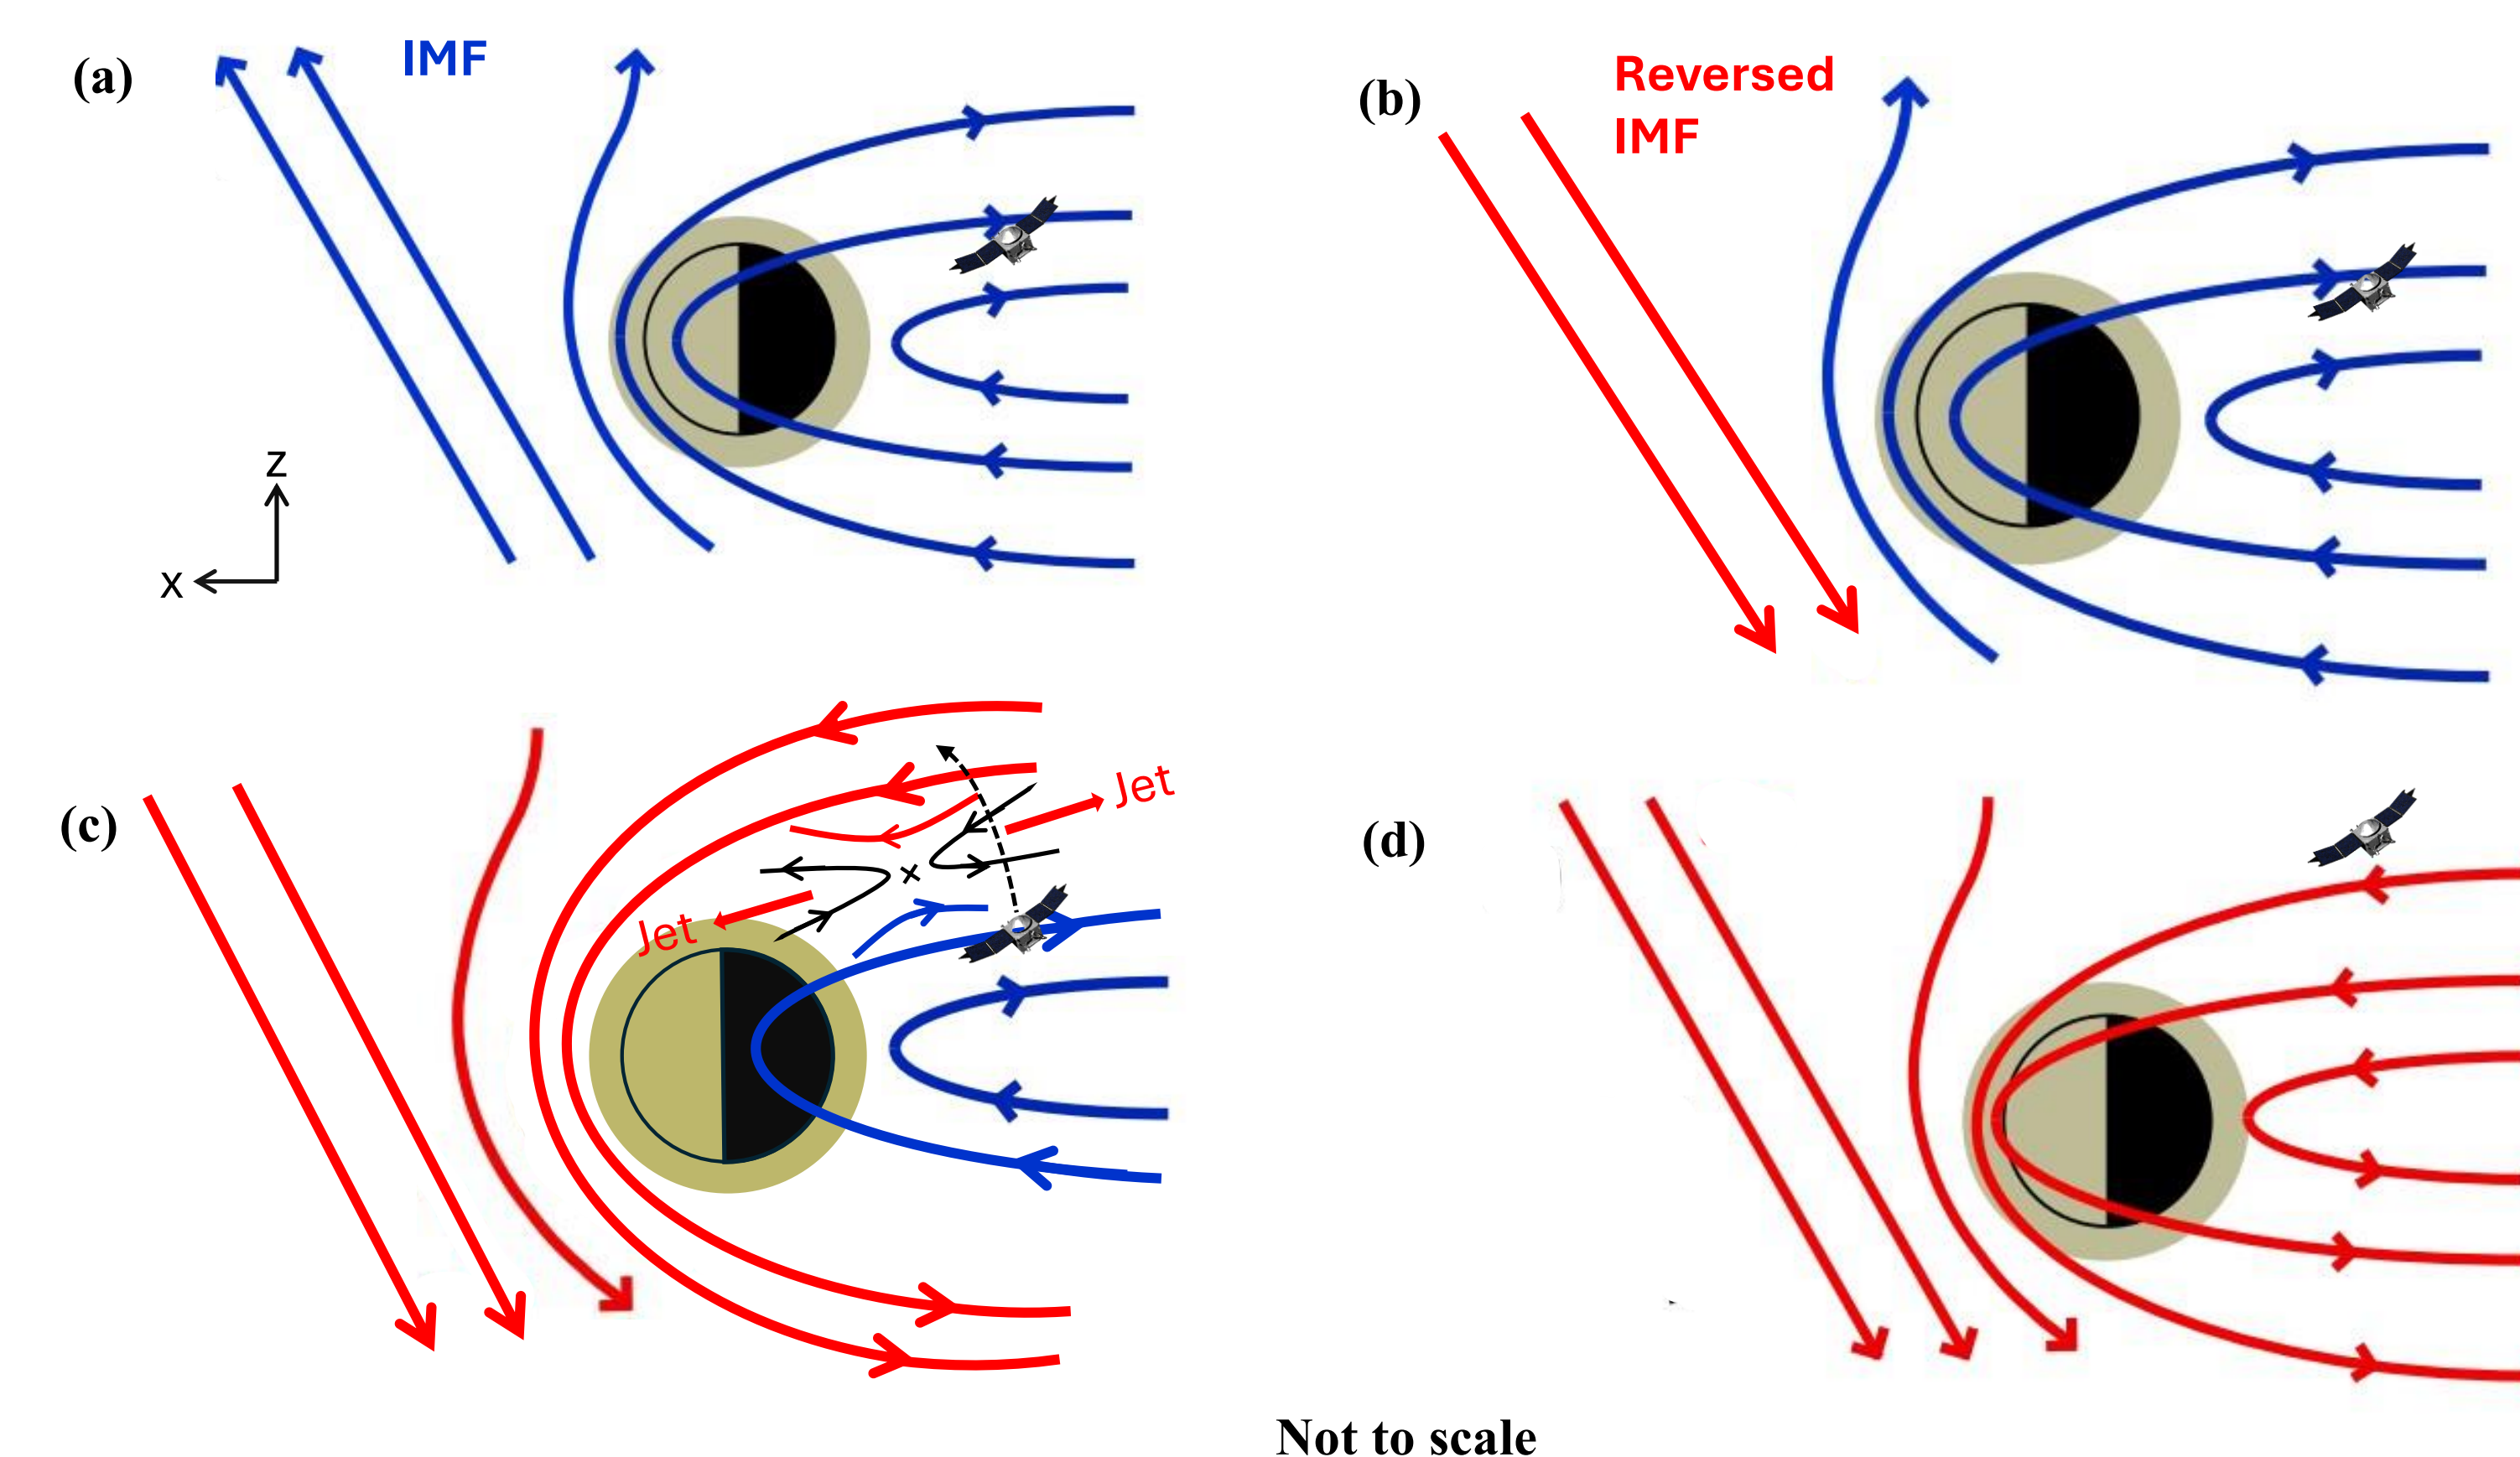 (a)
IMF
Z
X
(b)
Reversed
IMF
(c)
Jet
x
Jet
(d)
Not to scale